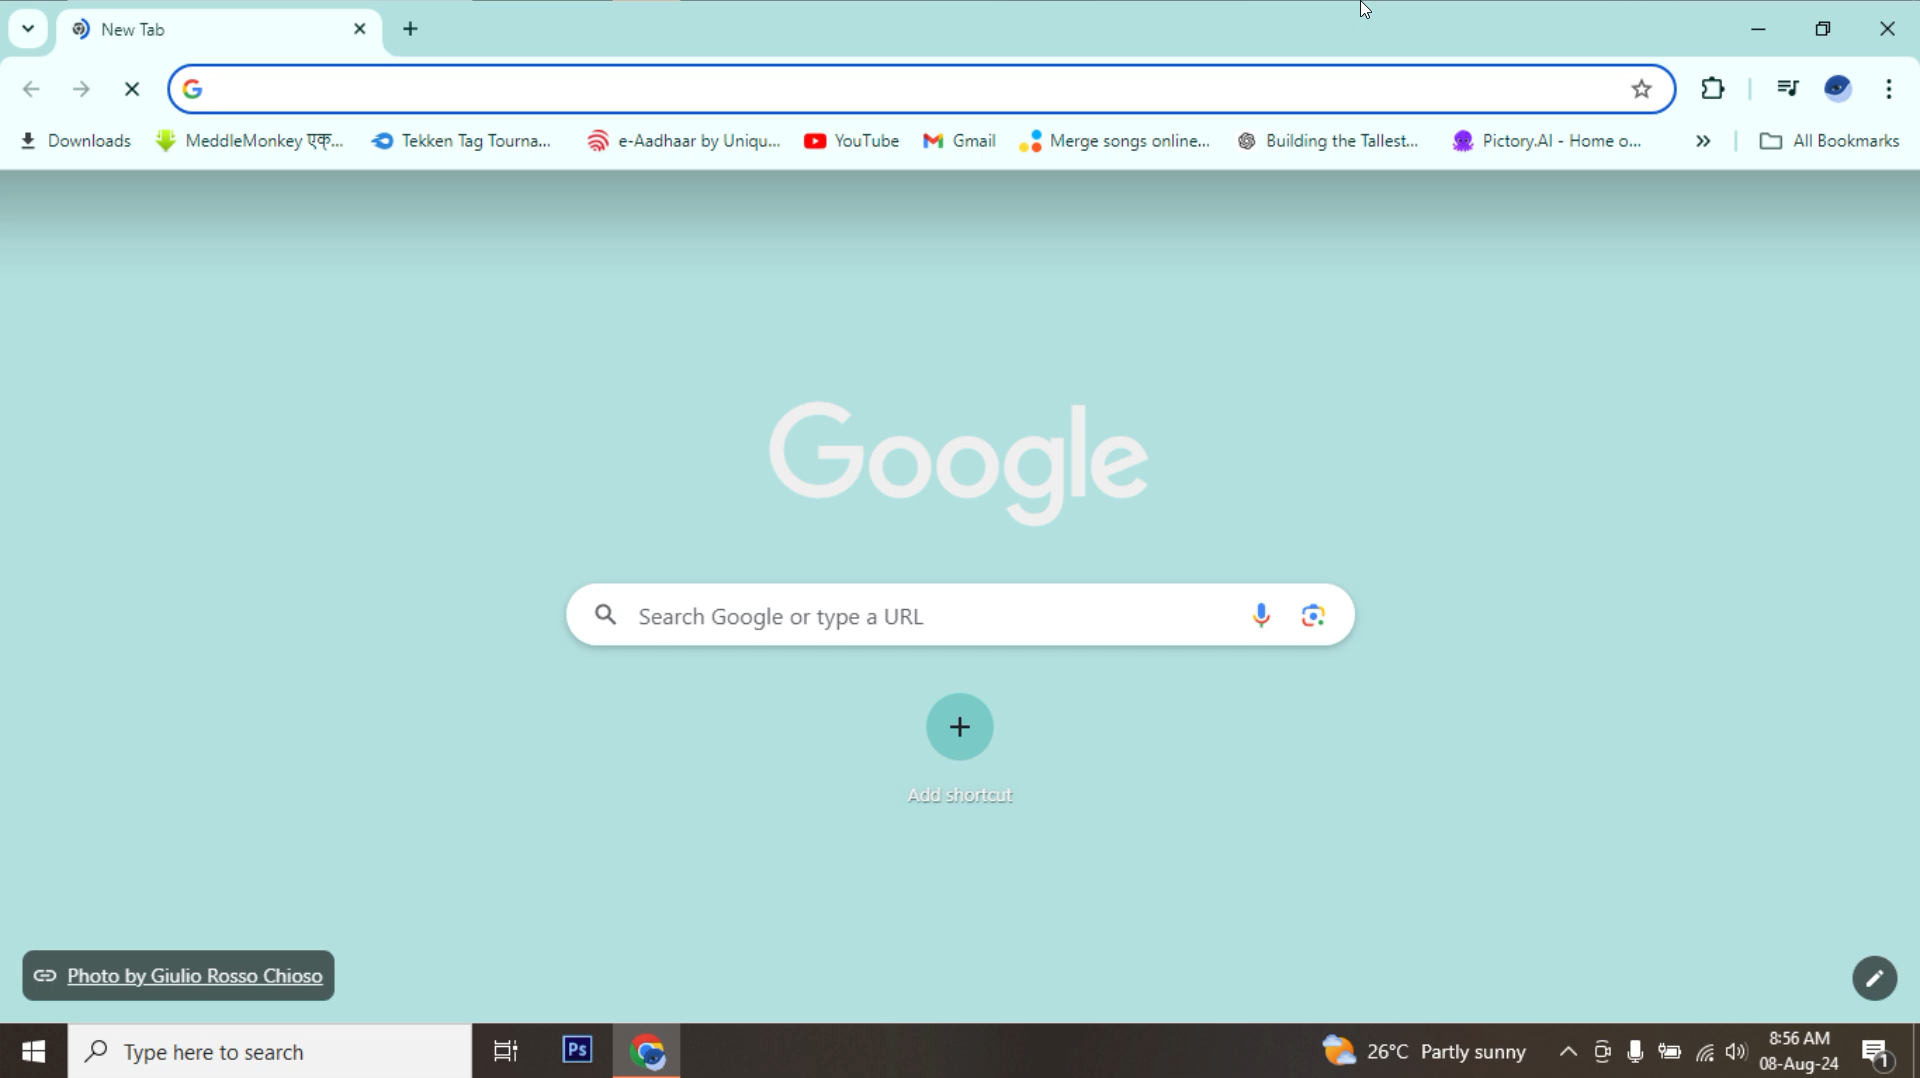 New Tab
Downloads MeddleMonkey एक्... Tekken Tag Tourna... e-Aadhaar by Uniqu... YouTube Gmail Merge songs online... Building the Tallest... Pictory.AI - Home o... All Bookmarks
Google
Search Google or type a URL
Add shortcut
Photo by Giulio Rosso Chioso
Type here to search
Ps
26°C Partly sunny
8:56 AM
08-Aug-24
1